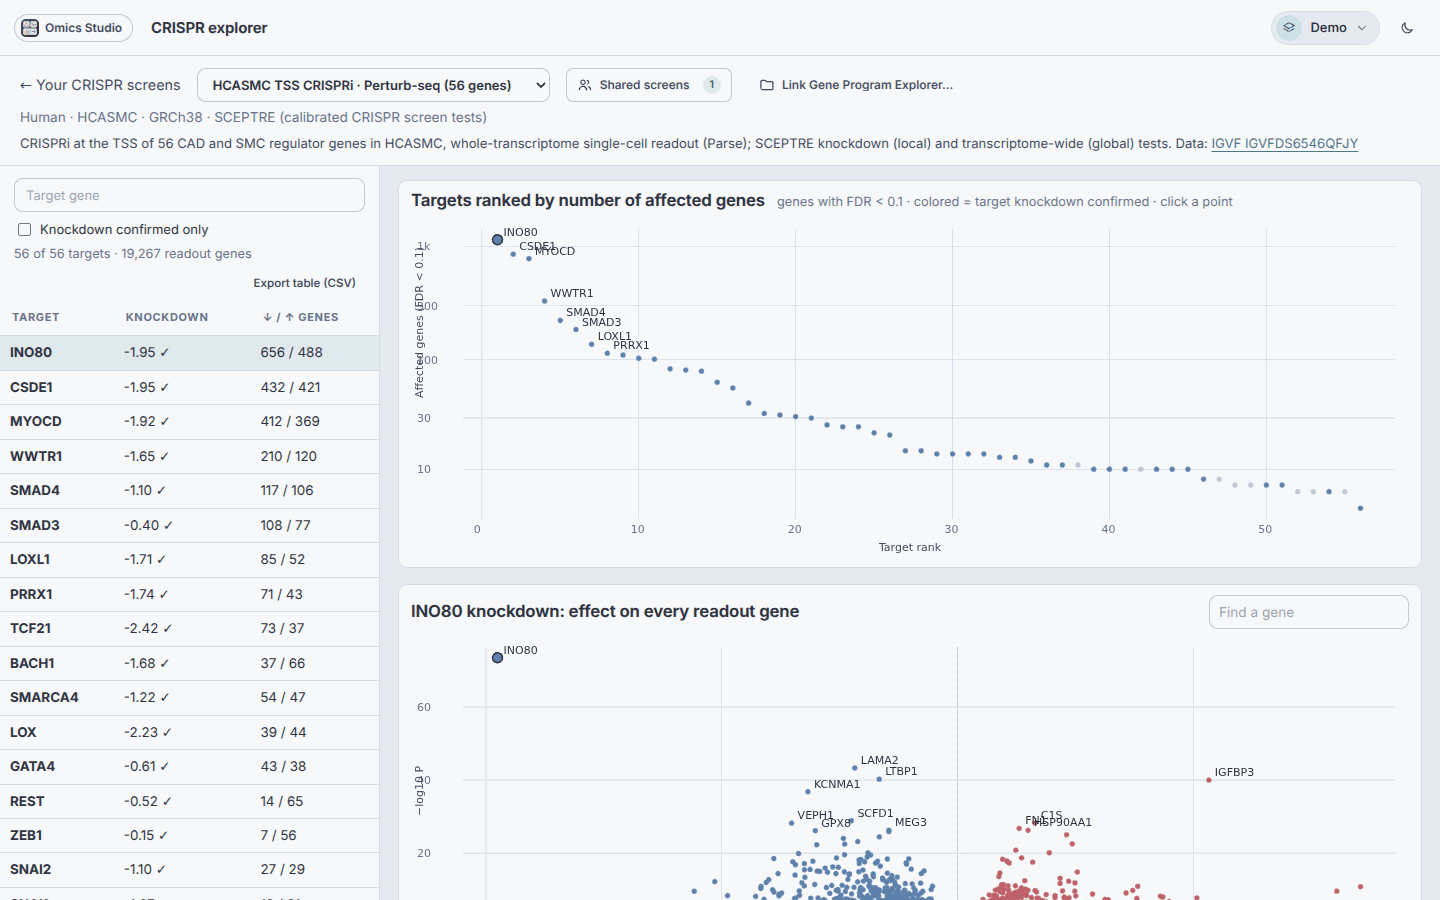 Omics Studio
CRISPR explorer
Demo
← Your CRISPR screens
HCASMC TSS CRISPRi · Perturb-seq (56 genes)
Shared screens 1
Link Gene Program Explorer...
Human · HCASMC · GRCh38 · SCEPTRE (calibrated CRISPR screen tests)
CRISPRi at the TSS of 56 CAD and SMC regulator genes in HCASMC, whole-transcriptome single-cell readout (Parse); SCEPTRE knockdown (local) and transcriptome-wide (global) tests. Data: IGVF IGVFDS6546QFJY
Target gene
Knockdown confirmed only
56 of 56 targets · 19,267 readout genes
Export table (CSV)
TARGET KNOCKDOWN ↓ / ↑ GENES
INO80 -1.95 ✓ 656 / 488
CSDE1 -1.95 ✓ 432 / 421
MYOCD -1.92 ✓ 412 / 369
WWTR1 -1.65 ✓ 210 / 120
SMAD4 -1.10 ✓ 117 / 106
SMAD3 -0.40 ✓ 108 / 77
LOXL1 -1.71 ✓ 85 / 52
PRRX1 -1.74 ✓ 71 / 43
TCF21 -2.42 ✓ 73 / 37
BACH1 -1.68 ✓ 37 / 66
SMARCA4 -1.22 ✓ 54 / 47
LOX -2.23 ✓ 39 / 44
GATA4 -0.61 ✓ 43 / 38
REST -0.52 ✓ 14 / 65
ZEB1 -0.15 ✓ 7 / 56
SNAI2 -1.10 ✓ 27 / 29
Targets ranked by number of affected genes
genes with FDR < 0.1 · colored = target knockdown confirmed · click a point
Affected genes (FDR < 0.1)
1k
30
10
INO80
CSDE1
MYOCD
WWTR1
SMAD4
SMAD3
LOXL1
PRRX1
0 10 20 30 40 50
Target rank
INO80 knockdown: effect on every readout gene
Find a gene
−log10 P
60
40
20
INO80
LAMA2
LTBP1
KCNMA1
IGFBP3
VEPH1
GPX8
SCFD1
MEG3
FN1
C1S
HSP90AA1